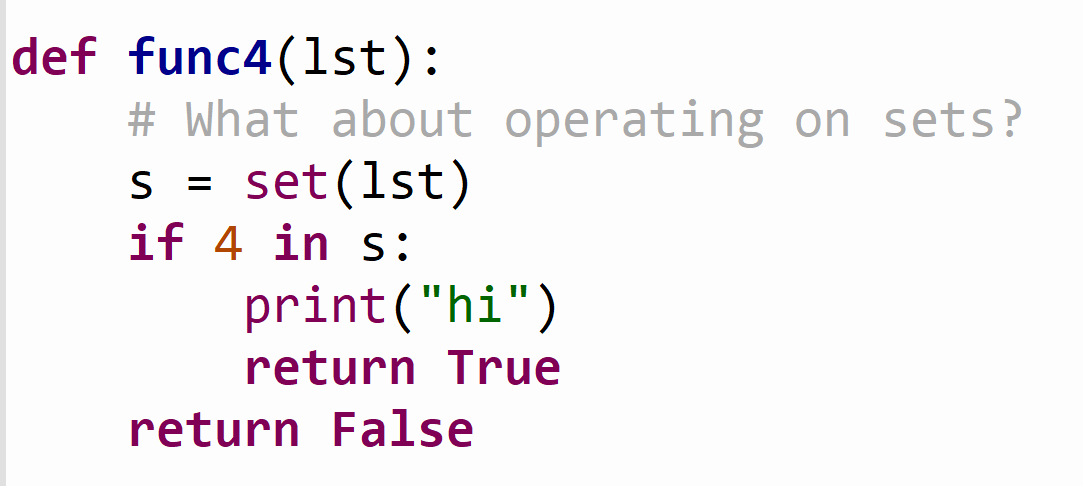 def func4(lst):
    # What about operating on sets?
    s = set(lst)
    if 4 in s:
        print("hi")
        return True
    return False